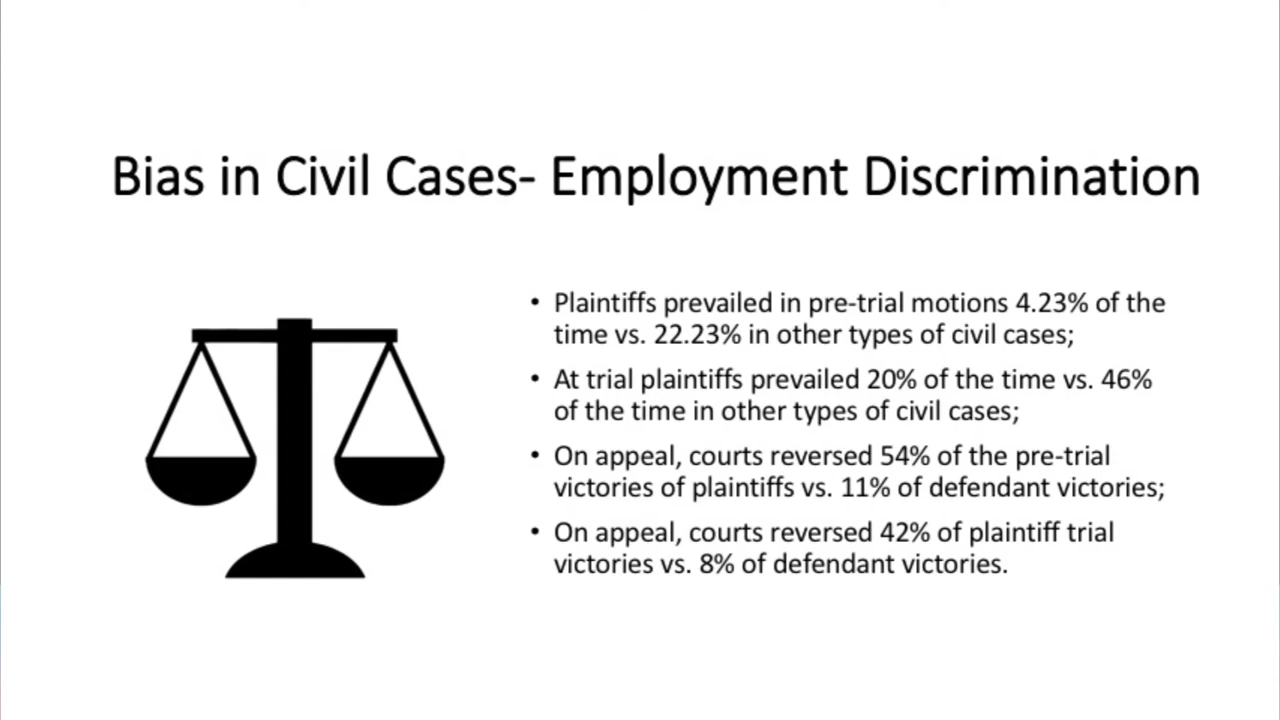 Bias in Civil Cases- Employment Discrimination
• Plaintiffs prevailed in pre-trial motions 4.23% of the
time vs. 22.23% in other types of civil cases;
• At trial plaintiffs prevailed 20% of the time vs. 46%
of the time in other types of civil cases;
• On appeal, courts reversed 54% of the pre-trial
victories of plaintiffs vs. 11% of defendant victories;
• On appeal, courts reversed 42% of plaintiff trial
victories vs. 8% of defendant victories.